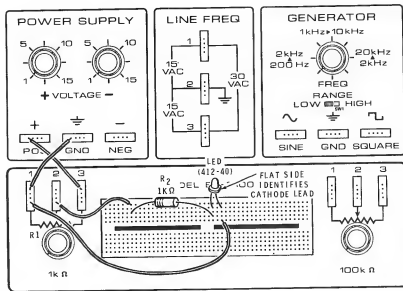 POWER SUPPLY
5 10
1 15
5 10
1 15
+ VOLTAGE −
+ −
POS GND NEG
LINE FREQ
1
15 VAC
2
30 VAC
15 VAC
3
GENERATOR
1kHz 10kHz
2kHz 200Hz
20kHz 2kHz
FREQ
RANGE
LOW HIGH
SW1
SINE GND SQUARE
LED
(412-40)
FLAT SIDE
IDENTIFIES
CATHODE LEAD
R2
1KΩ
2 3
R1
1k Ω
1 2 3
100k Ω